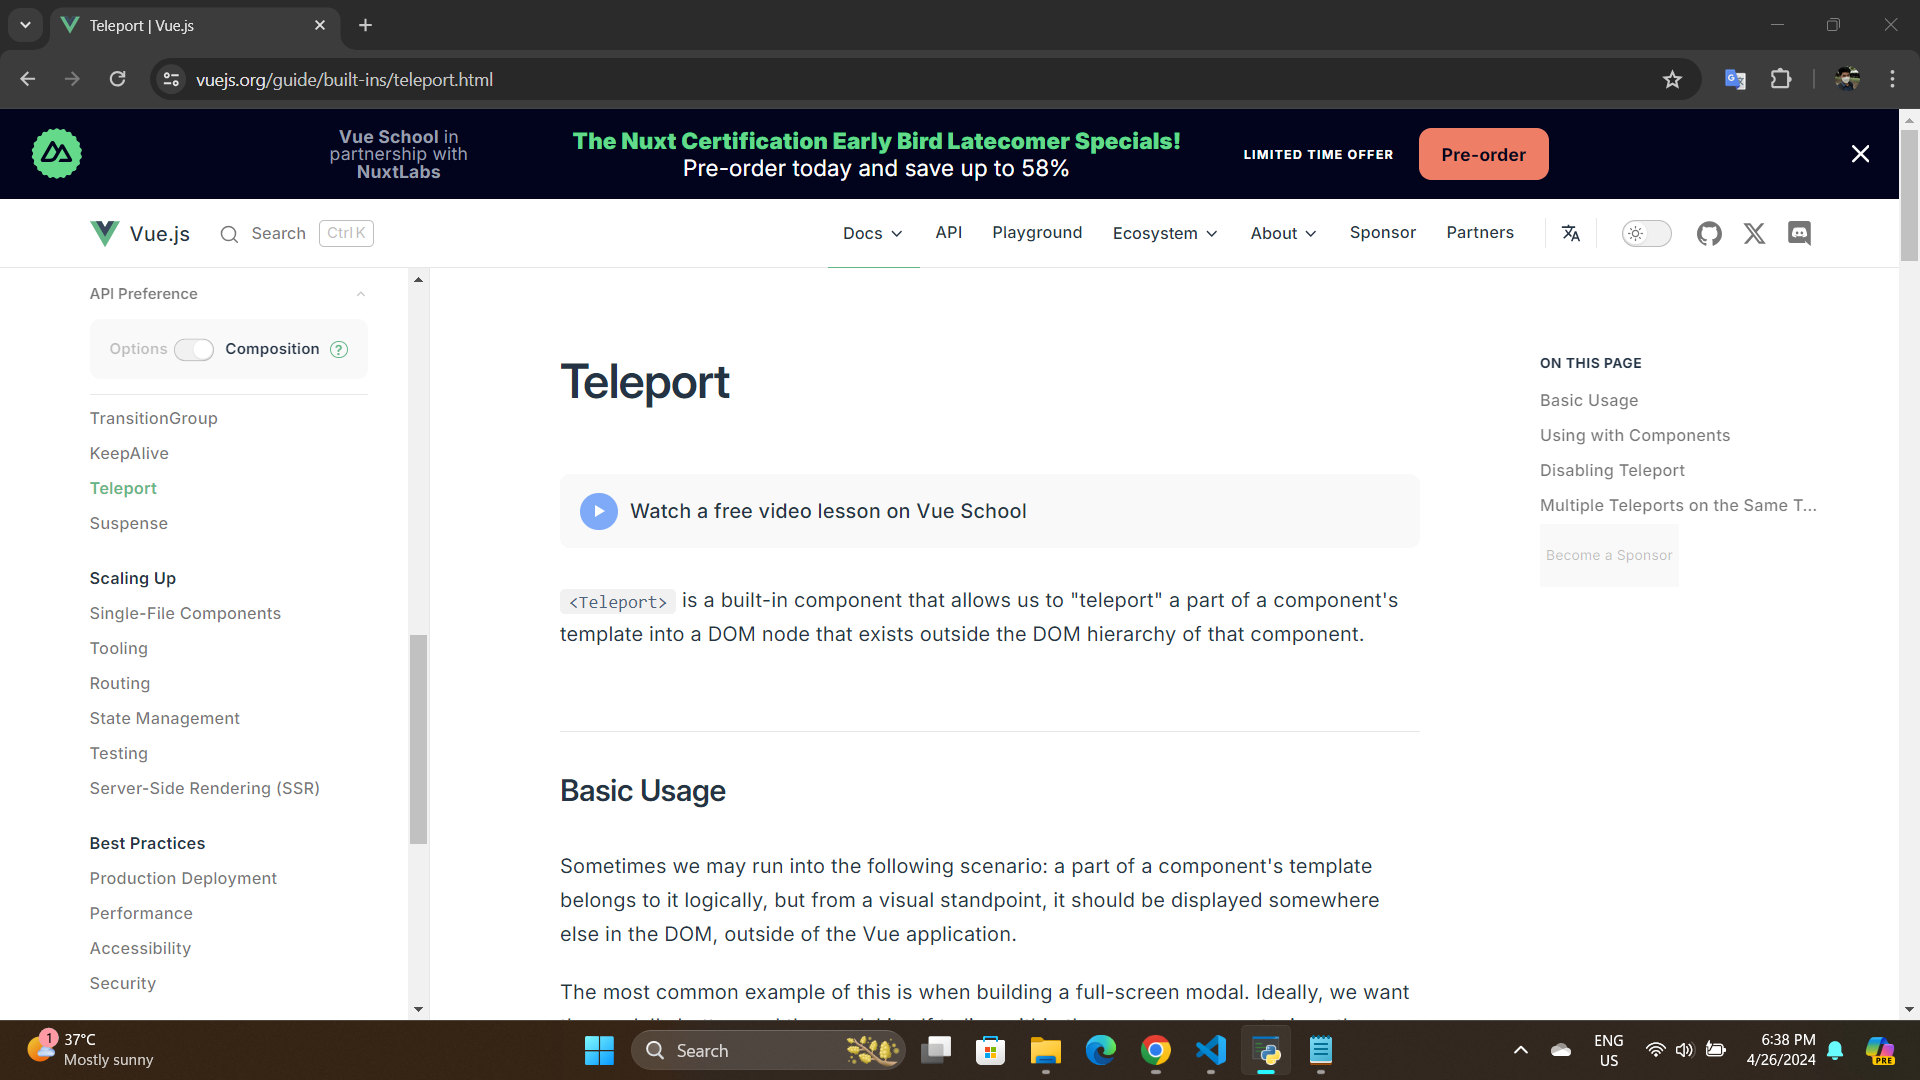 Teleport | Vue.js
vuejs.org/guide/built-ins/teleport.html
Vue School in
partnership with
NuxtLabs
The Nuxt Certification Early Bird Latecomer Specials!
Pre-order today and save up to 58%
LIMITED TIME OFFER
Pre-order
Vue.js
Search
Ctrl K
Docs
API
Playground
Ecosystem
About
Sponsor
Partners
API Preference
Options
Composition
?
TransitionGroup
KeepAlive
Teleport
Suspense
Scaling Up
Single-File Components
Tooling
Routing
State Management
Testing
Server-Side Rendering (SSR)
Best Practices
Production Deployment
Performance
Accessibility
Security
Teleport
Watch a free video lesson on Vue School
<Teleport> is a built-in component that allows us to "teleport" a part of a component's
template into a DOM node that exists outside the DOM hierarchy of that component.
Basic Usage
Sometimes we may run into the following scenario: a part of a component's template
belongs to it logically, but from a visual standpoint, it should be displayed somewhere
else in the DOM, outside of the Vue application.
The most common example of this is when building a full-screen modal. Ideally, we want
ON THIS PAGE
Basic Usage
Using with Components
Disabling Teleport
Multiple Teleports on the Same T...
Become a Sponsor
1
37°C
Mostly sunny
Search
ENG
US
6:38 PM
4/26/2024
PRE